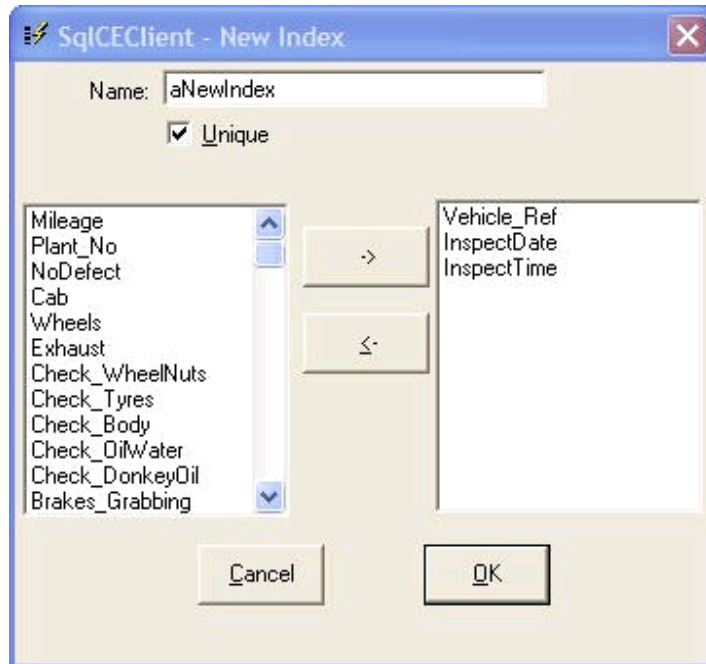 SqlCEClient - New Index
Name: aNewIndex
Unique
Mileage
Plant_No
NoDefect
Cab
Wheels
Exhaust
Check_WheelNuts
Check_Tyres
Check_Body
Check_OilWater
Check_DonkeyOil
Brakes_Grabbing
->
<-
Vehicle_Ref
InspectDate
InspectTime
Cancel
OK